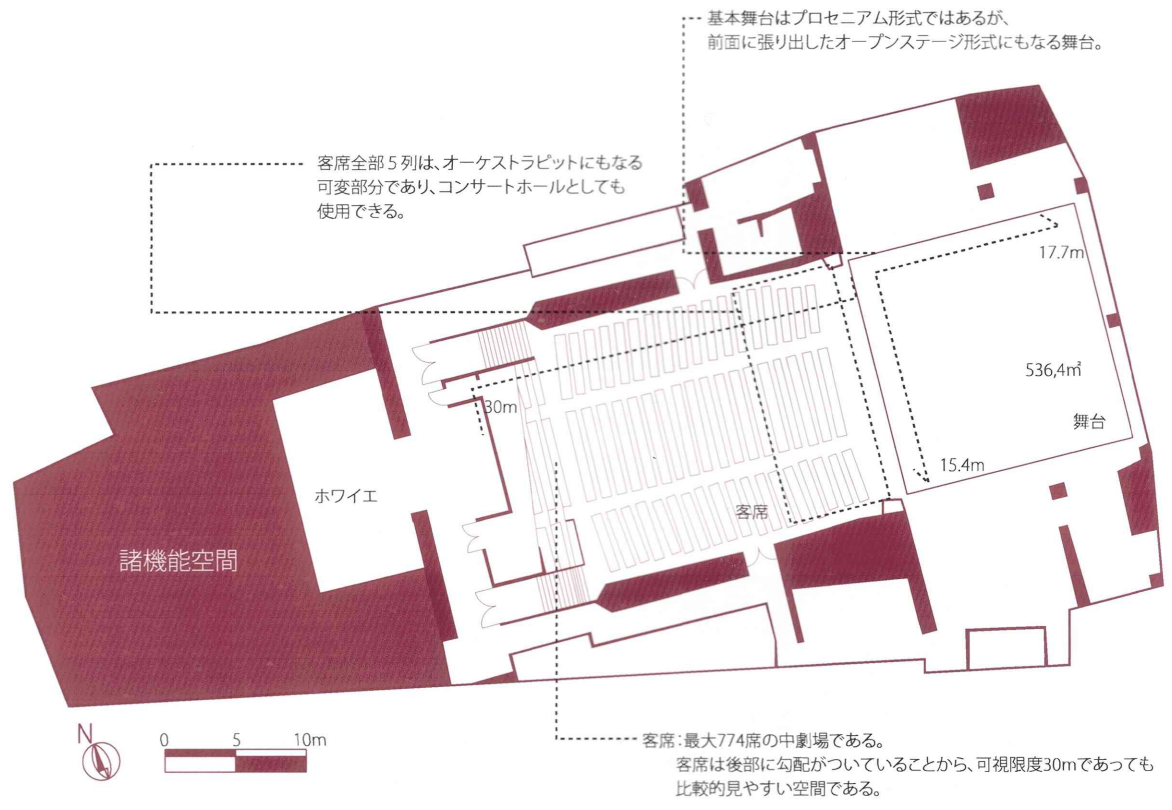 基本舞台はプロセニアム形式ではあるが、
前面に張り出したオープンステージ形式にもなる舞台。
客席全部5列は、オーケストラピットにもなる
可変部分であり、コンサートホールとしても
使用できる。
17.7m
536,4㎡
舞台
30m
15.4m
ホワイエ
客席
諸機能空間
N
0 5 10m
客席：最大774席の中劇場である。
客席は後部に勾配がついていることから、可視限度30mであっても
比較的見やすい空間である。